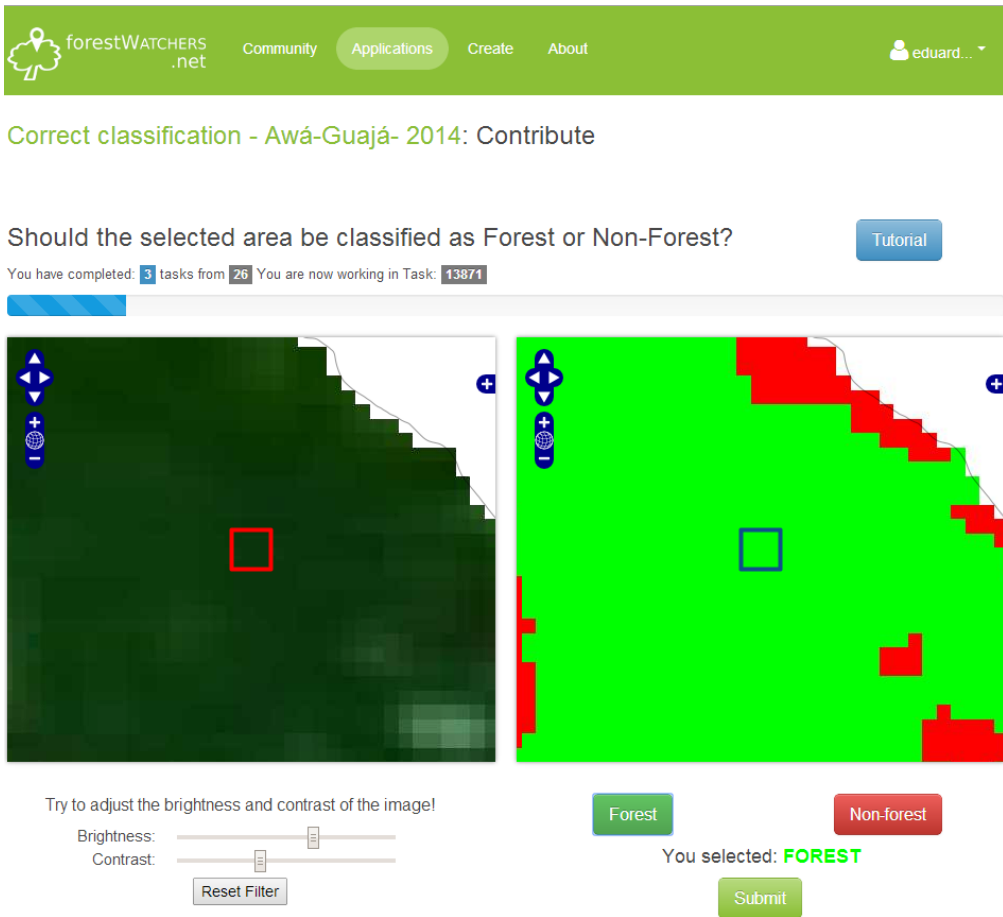 forestWATCHERS
.net
Community Applications Create About eduard...
Correct classification - Awá-Guajá- 2014: Contribute
Should the selected area be classified as Forest or Non-Forest?
Tutorial
You have completed: 3 tasks from 26 You are now working in Task: 13871
Try to adjust the brightness and contrast of the image!
Brightness:
Contrast:
Reset Filter
Forest Non-forest
You selected: FOREST
Submit